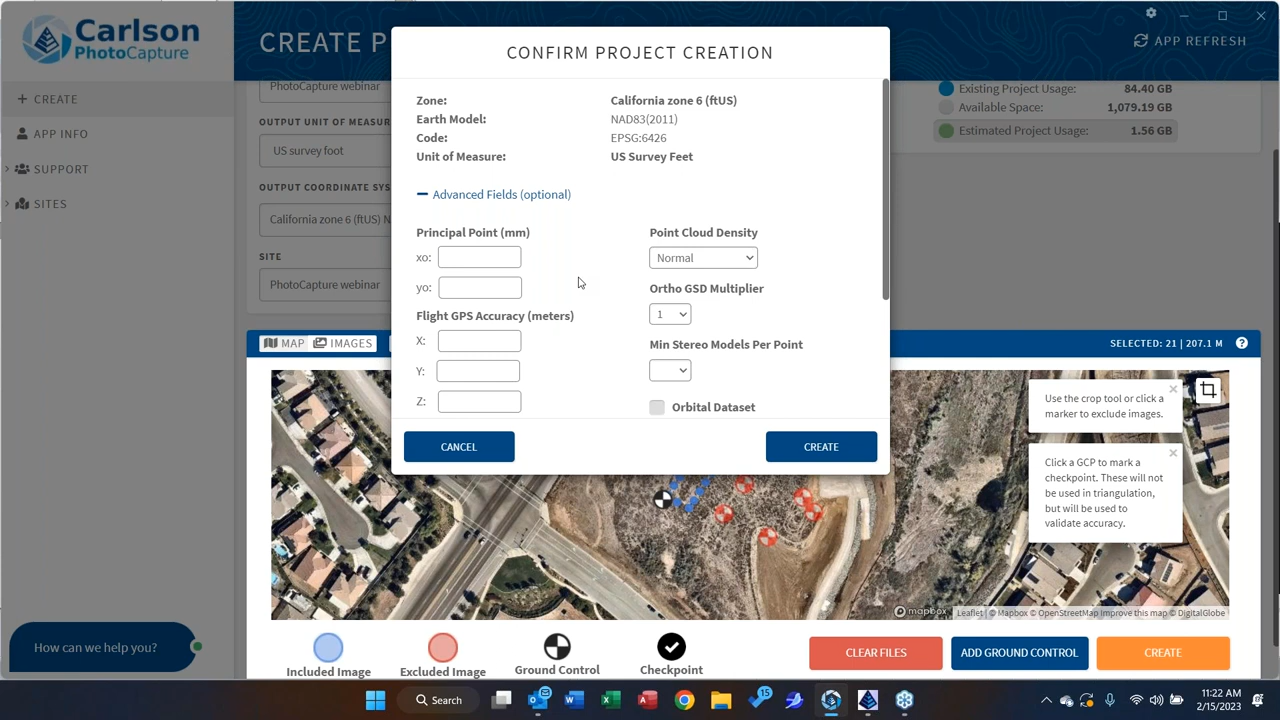 Carlson
PhotoCapture
CREATE P
APP REFRESH
CREATE
APP INFO
SUPPORT
SITES
How can we help you?
PhotoCapture webinar
OUTPUT UNIT OF MEASUR
US survey foot
OUTPUT COORDINATE SYS
California zone 6 (ftUS) N
SITE
PhotoCapture webinar
Existing Project Usage: 84.40 GB
Available Space: 1,079.19 GB
Estimated Project Usage: 1.56 GB
CONFIRM PROJECT CREATION
Zone: California zone 6 (ftUS)
Earth Model: NAD83(2011)
Code: EPSG:6426
Unit of Measure: US Survey Feet
Advanced Fields (optional)
Principal Point (mm)
xo:
yo:
Flight GPS Accuracy (meters)
X:
Y:
Z:
Point Cloud Density
Normal
Ortho GSD Multiplier
1
Min Stereo Models Per Point
Orbital Dataset
CANCEL
CREATE
MAP IMAGES
SELECTED: 21 | 207.1 M
Use the crop tool or click a
marker to exclude images.
Click a GCP to mark a
checkpoint. These will not
be used in triangulation,
but will be used to
validate accuracy.
mapbox
Leaflet | © Mapbox © OpenStreetMap Improve this map © DigitalGlobe
Included Image
Excluded Image
Ground Control
Checkpoint
CLEAR FILES
ADD GROUND CONTROL
CREATE
Search
15
11:22 AM
2/15/2023